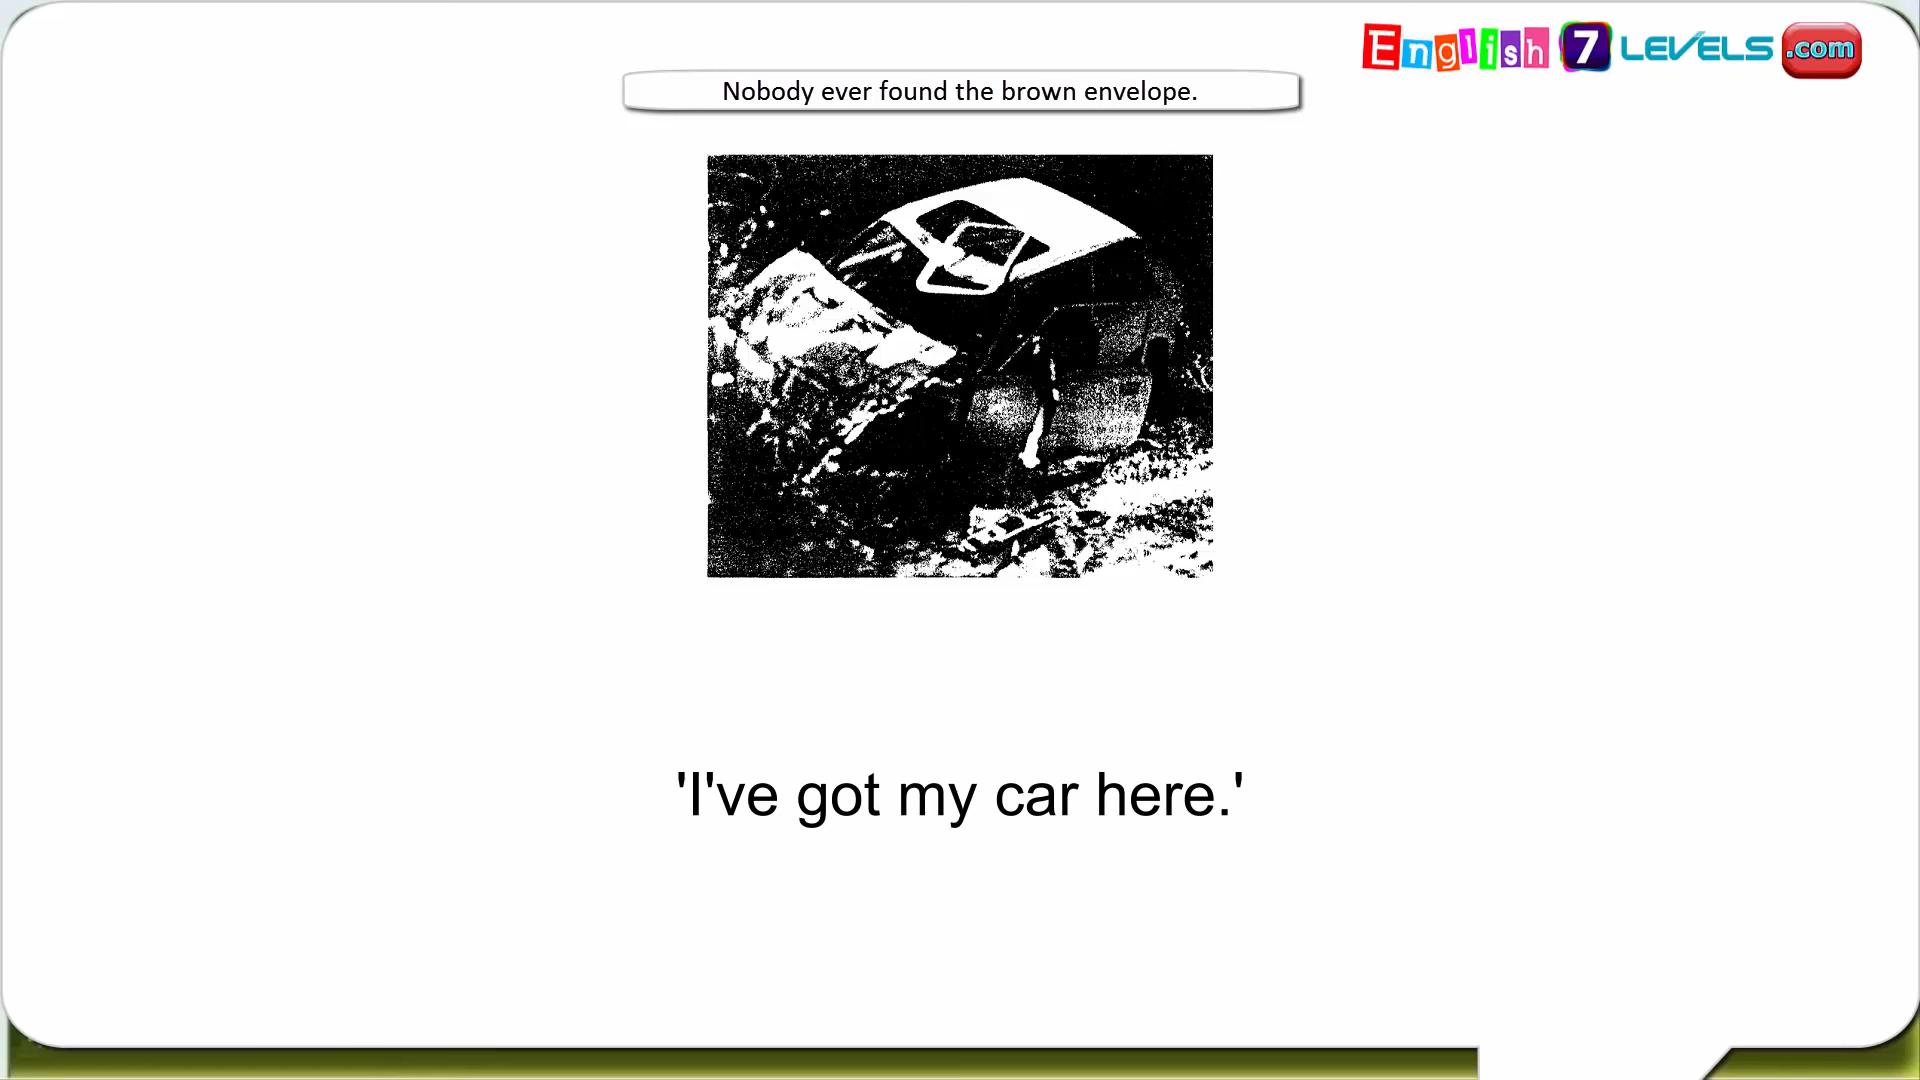 English 7 LEVELS .com
Nobody ever found the brown envelope.
'I've got my car here.'